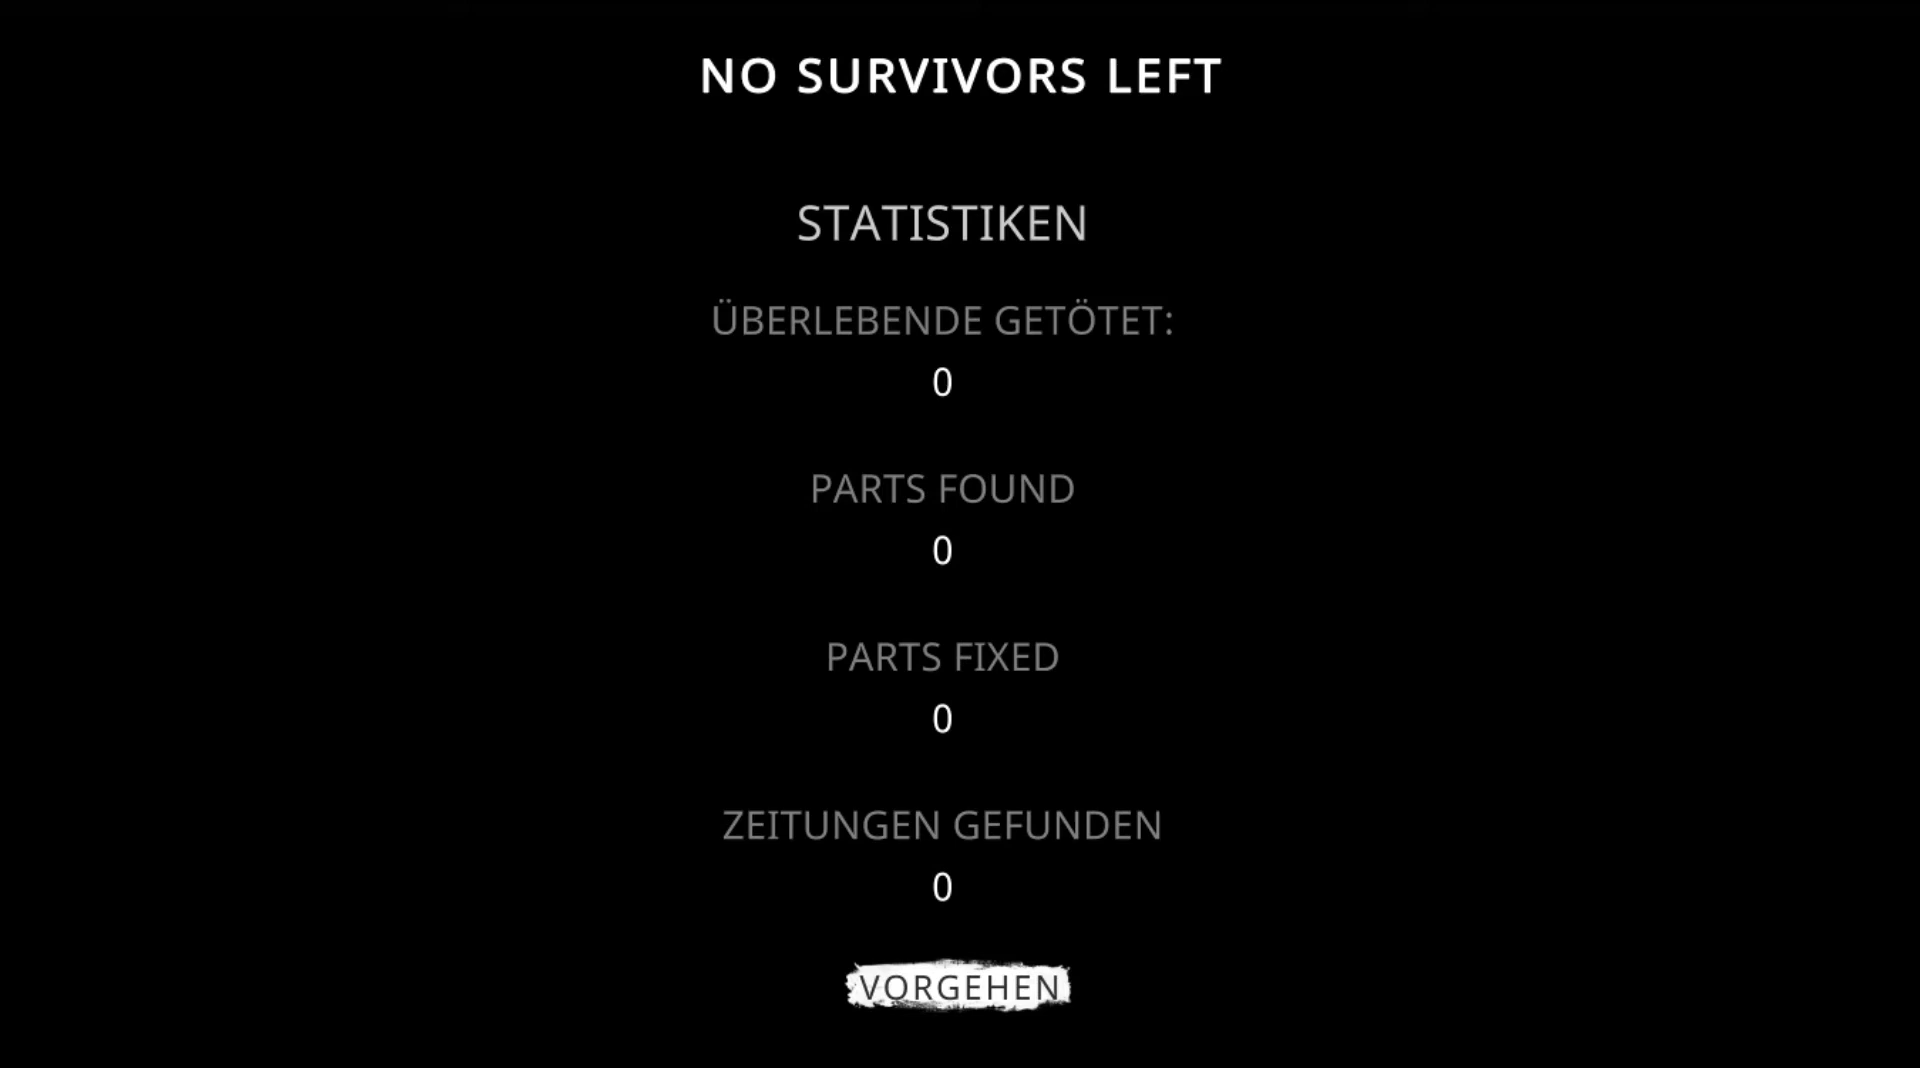 NO SURVIVORS LEFT
STATISTIKEN
ÜBERLEBENDE GETÖTET:
0
PARTS FOUND
0
PARTS FIXED
0
ZEITUNGEN GEFUNDEN
0
VORGEHEN